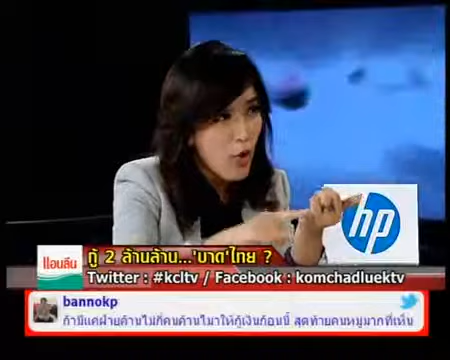 hp
แอนลีน
กู้ 2 ล้านล้าน...'บาด'ไทย ?
Twitter : #kcltv / Facebook : komchadluektv
bannokp
ถ้ามีแค่ฝ่ายค้านไม่กี่คนค้านไม่เอาให้กู้เงินก้อนนี้ สุดท้ายคนหมู่มากที่เห็น